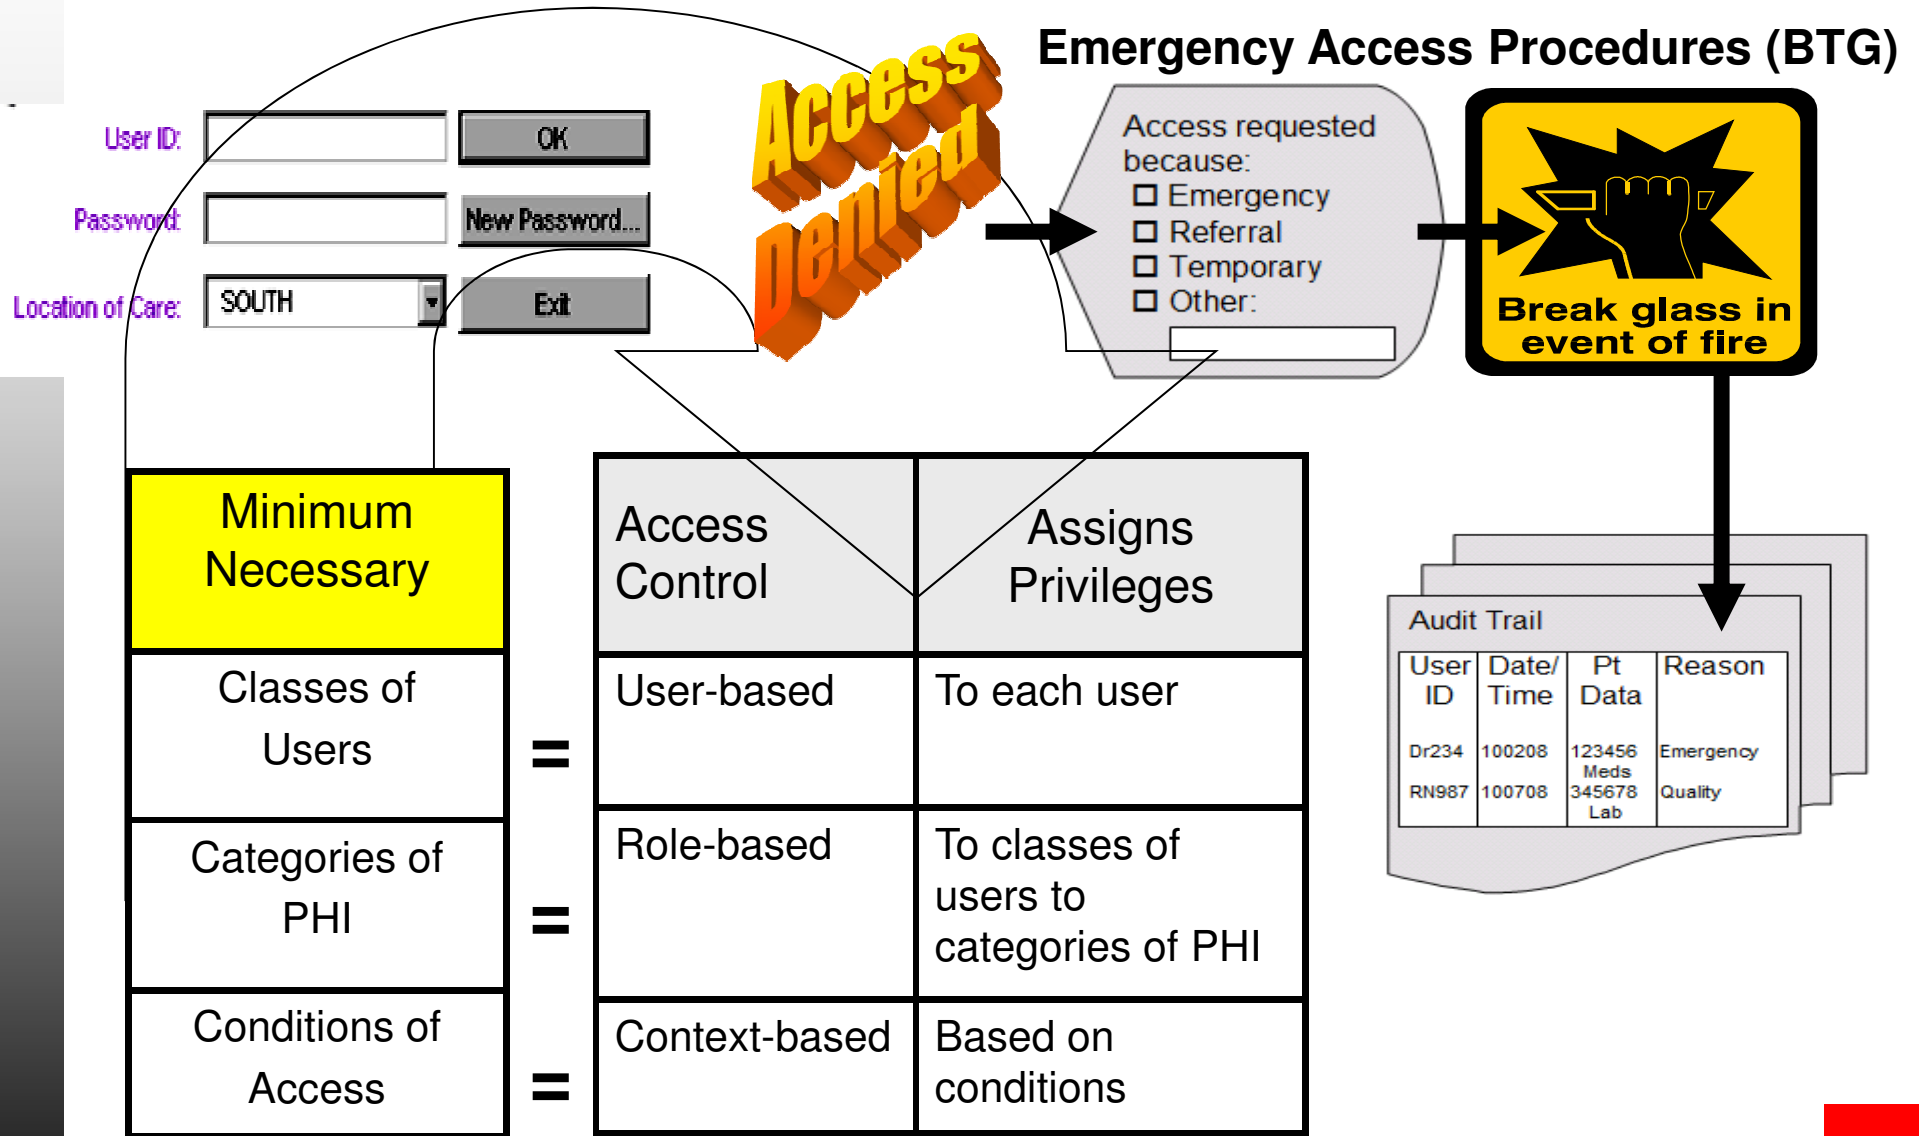 Emergency Access Procedures (BTG)
User ID:
OK
Password:
New Password...
Location of Care:
SOUTH
Exit
Access
Denied
Access requested
because:
Emergency
Referral
Temporary
Other:
Break glass in
event of fire
Minimum
Necessary
Classes of
Users
Categories of
PHI
Conditions of
Access
=
=
=
Access
Control
Assigns
Privileges
User-based
To each user
Role-based
To classes of
users to
categories of PHI
Context-based
Based on
conditions
Audit Trail
User
ID
Date/
Time
Pt
Data
Reason
Dr234 100208 123456 Emergency
Meds
RN987 100708 345678 Quality
Lab